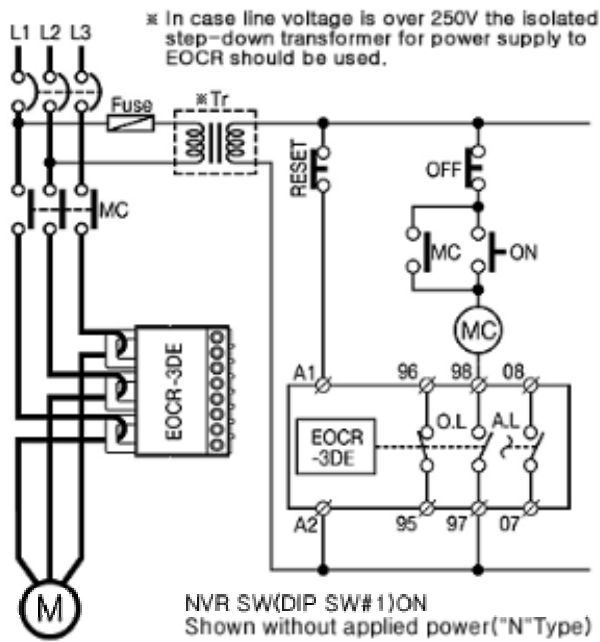 ※ In case line voltage is over 250V the isolated
step-down transformer for power supply to
EOCR should be used.
L1 L2 L3
Fuse
※Tr
RESET
OFF
MC
MC
ON
MC
EOCR-3DE
A1
96
98
08
EOCR
-3DE
O.L
A.L
A2
95
97
07
M
NVR SW(DIP SW#1)ON
Shown without applied power("N"Type)